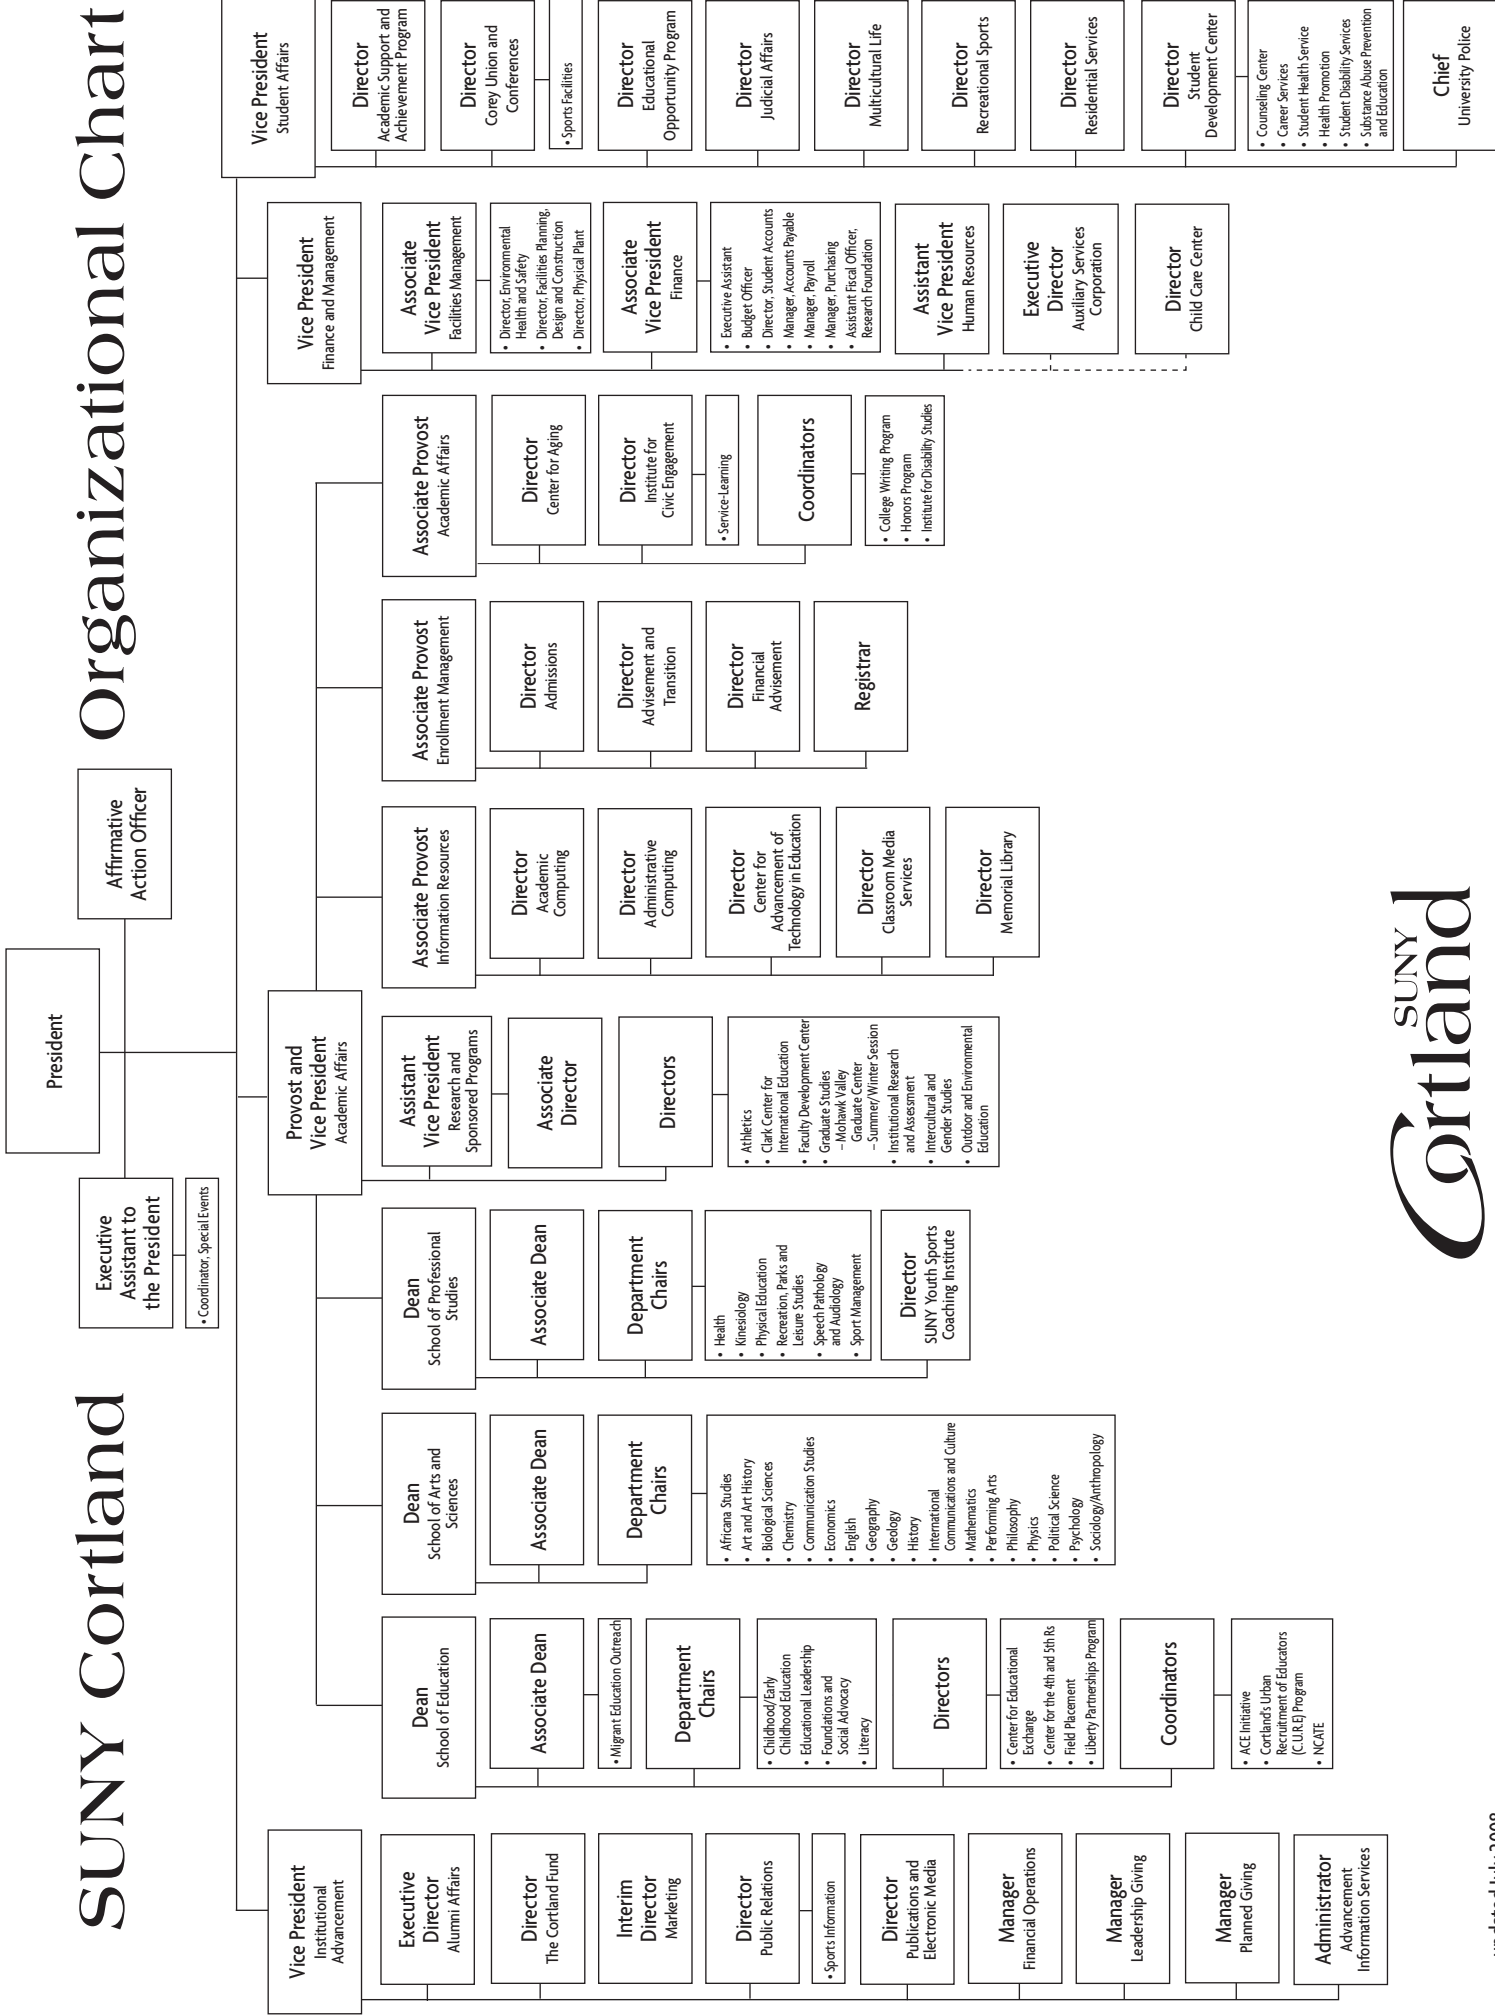 SUNY Cortland Organizational Chart
President
Executive
Assistant to
the President
• Coordinator, Special Events
Affirmative
Action Officer
Vice President
Institutional
Advancement
Executive
Director
Alumni Affairs
Director
The Cortland Fund
Interim
Director
Marketing
Director
Public Relations
• Sports Information
Director
Publications and
Electronic Media
Manager
Financial Operations
Manager
Leadership Giving
Manager
Planned Giving
Administrator
Advancement
Information Services
Provost and
Vice President
Academic Affairs
Dean
School of Education
Associate Dean
• Migrant Education Outreach
Department
Chairs
• Childhood/Early
Childhood Education
• Educational Leadership
• Foundations and
Social Advocacy
• Literacy
Directors
• Center for Educational
Exchange
• Center for the 4th and 5th Rs
• Field Placement
• Liberty Partnerships Program
Coordinators
• ACE Initiative
• Cortland's Urban
Recruitment of Educators
(C.U.R.E) Program
• NCATE
Dean
School of Arts and
Sciences
Associate Dean
Department
Chairs
• Africana Studies
• Art and Art History
• Biological Sciences
• Chemistry
• Communication Studies
• Economics
• English
• Geography
• Geology
• History
• International
Communications and Culture
• Mathematics
• Performing Arts
• Philosophy
• Physics
• Political Science
• Psychology
• Sociology/Anthropology
Dean
School of Professional
Studies
Associate Dean
Department
Chairs
• Health
• Kinesiology
• Physical Education
• Recreation, Parks and
Leisure Studies
• Speech Pathology
and Audiology
• Sport Management
Director
SUNY Youth Sports
Coaching Institute
Assistant
Vice President
Research and
Sponsored Programs
Associate
Director
Directors
• Athletics
• Clark Center for
International Education
• Faculty Development Center
• Graduate Studies
– Mohawk Valley
Graduate Center
– Summer/Winter Session
• Institutional Research
and Assessment
• Intercultural and
Gender Studies
• Outdoor and Environmental
Education
Associate Provost
Information Resources
Director
Academic
Computing
Director
Administrative
Computing
Director
Center for
Advancement of
Technology in Education
Director
Classroom Media
Services
Director
Memorial Library
Associate Provost
Enrollment Management
Director
Admissions
Director
Advisement and
Transition
Director
Financial
Advisement
Registrar
Associate Provost
Academic Affairs
Director
Center for Aging
Director
Institute for
Civic Engagement
• Service-Learning
Coordinators
• College Writing Program
• Honors Program
• Institute for Disability Studies
Vice President
Finance and Management
Associate
Vice President
Facilities Management
• Director, Environmental
Health and Safety
• Director, Facilities Planning,
Design and Construction
• Director, Physical Plant
Associate
Vice President
Finance
• Executive Assistant
• Budget Officer
• Director, Student Accounts
• Manager, Accounts Payable
• Manager, Payroll
• Manager, Purchasing
• Assistant Fiscal Officer,
Research Foundation
Assistant
Vice President
Human Resources
Executive
Director
Auxiliary Services
Corporation
Director
Child Care Center
Vice President
Student Affairs
Director
Academic Support and
Achievement Program
Director
Corey Union and
Conferences
• Sports Facilities
Director
Educational
Opportunity Program
Director
Judicial Affairs
Director
Multicultural Life
Director
Recreational Sports
Director
Residential Services
Director
Student
Development Center
• Counseling Center
• Career Services
• Student Health Service
• Health Promotion
• Student Disability Services
• Substance Abuse Prevention
and Education
Chief
University Police
SUNY
Cortland
updated July 2008